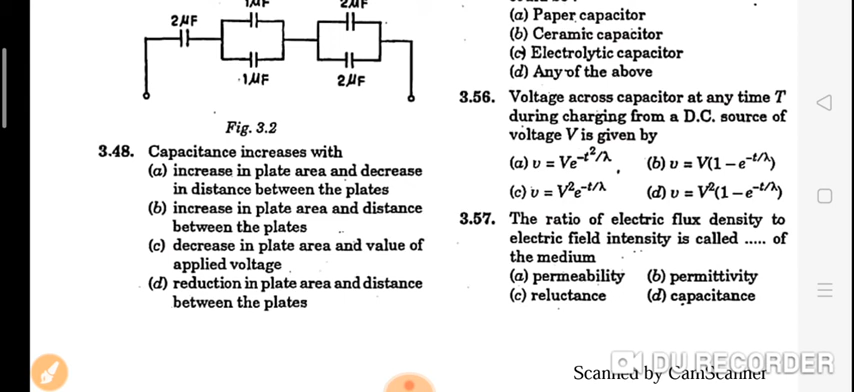 2µF
1µF
2µF
1µF
2µF
Fig. 3.2
3.48. Capacitance increases with
(a) increase in plate area and decrease
in distance between the plates
(b) increase in plate area and distance
between the plates
(c) decrease in plate area and value of
applied voltage
(d) reduction in plate area and distance
between the plates
(a) Paper capacitor
(b) Ceramic capacitor
(c) Electrolytic capacitor
(d) Any of the above
3.56. Voltage across capacitor at any time T
during charging from a D.C. source of
voltage V is given by
(a) v = Ve^{-t²/λ} (b) v = V(1 – e^{-t/λ})
(c) v = V²e^{-t/λ} (d) v = V²(1 – e^{-t/λ})
3.57. The ratio of electric flux density to
electric field intensity is called ..... of
the medium
(a) permeability (b) permittivity
(c) reluctance (d) capacitance
DU RECORDER
Scanned by CamScanner